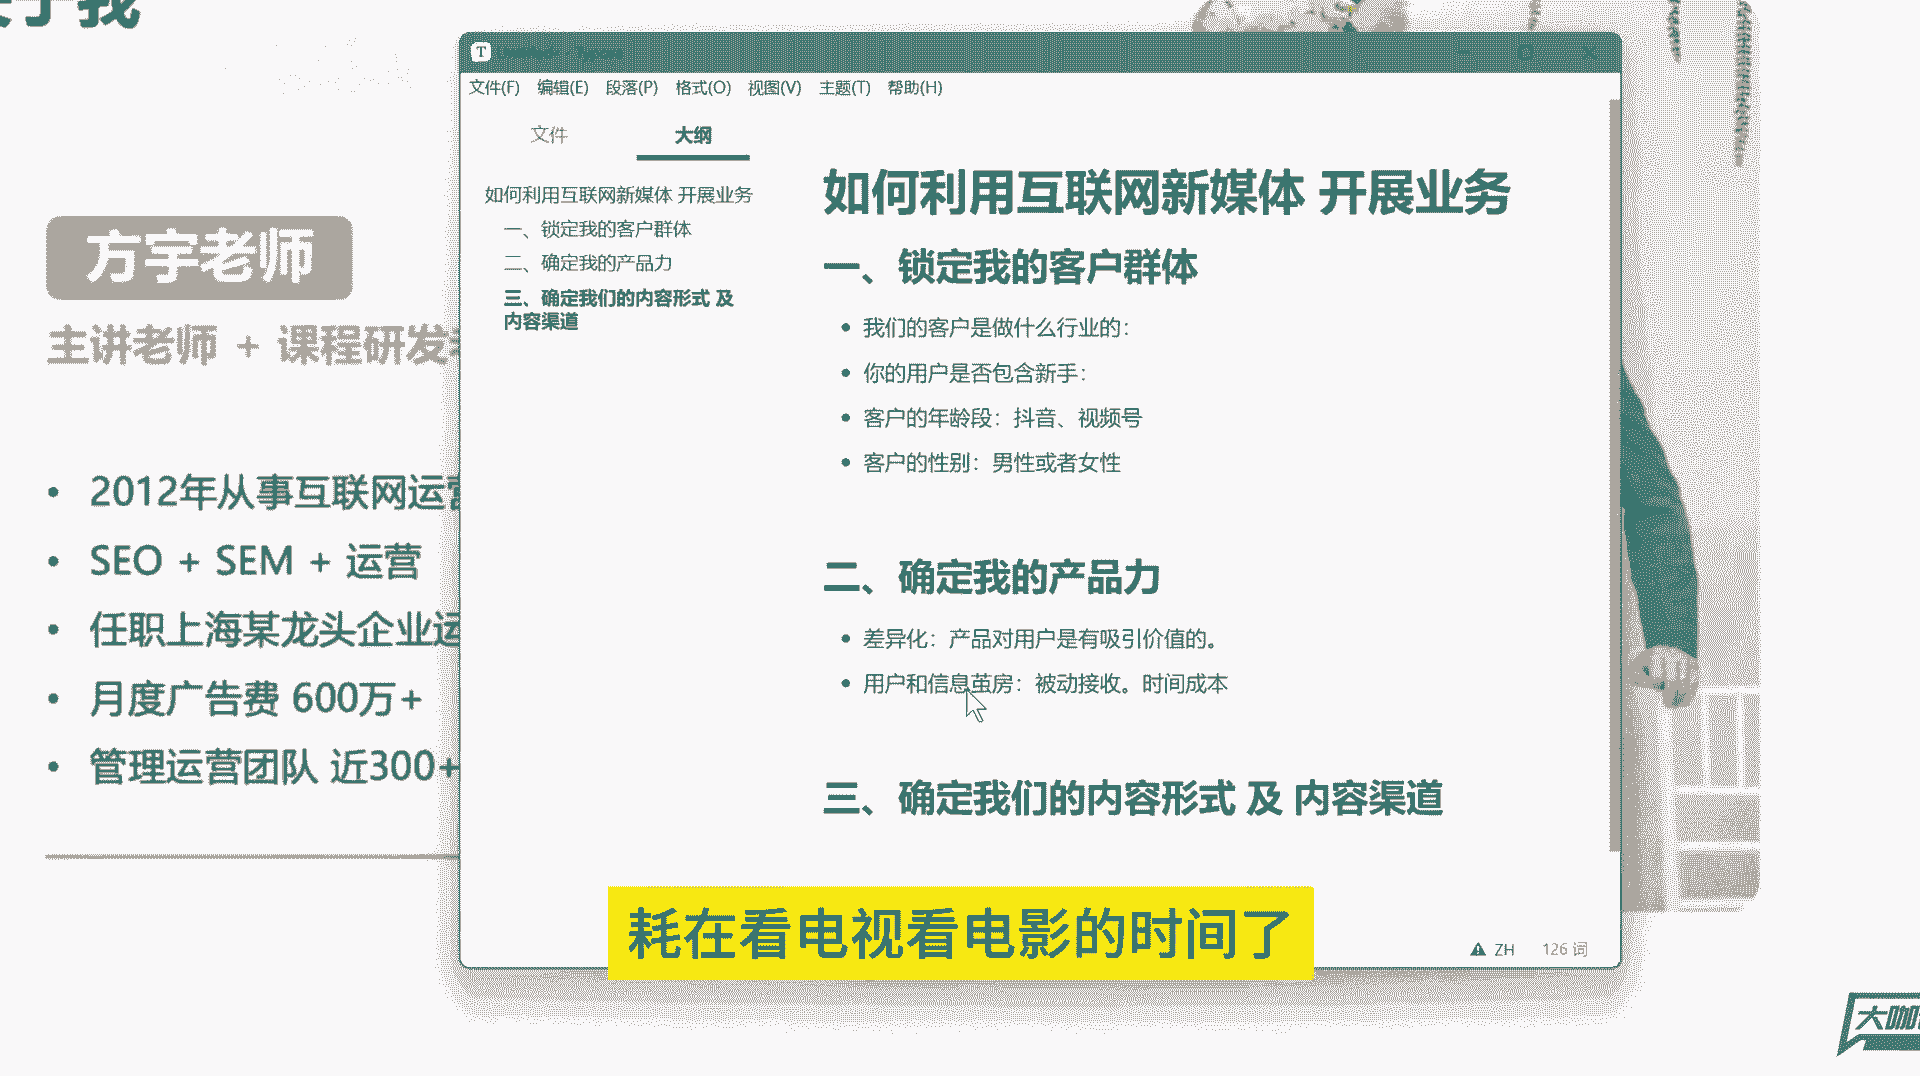 于我
方宇老师
主讲老师 + 课程研发
2012年从事互联网运营
SEO + SEM + 运营
任职上海某龙头企业运
月度广告费 600万+
管理运营团队 近300+
T
文件(F) 编辑(E) 段落(P) 格式(O) 视图(V) 主题(T) 帮助(H)
文件 大纲
如何利用互联网新媒体 开展业务
一、锁定我的客户群体
二、确定我的产品力
三、确定我们的内容形式 及
内容渠道
如何利用互联网新媒体 开展业务
一、锁定我的客户群体
我们的客户是做什么行业的：
你的用户是否包含新手：
客户的年龄段：抖音、视频号
客户的性别：男性或者女性
二、确定我的产品力
差异化：产品对用户是有吸引价值的。
用户和信息茧房：被动接收。时间成本
三、确定我们的内容形式 及 内容渠道
ZH 126 词
耗在看电视看电影的时间了
大咖